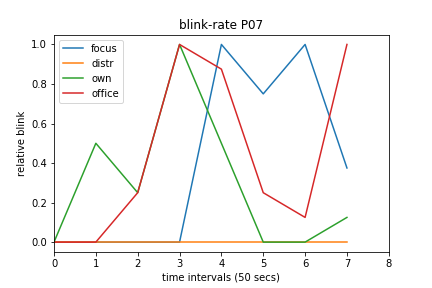 blink-rate P07
focus
distr
own
office
relative blink
1.0
0.8
0.6
0.4
0.2
0.0
0 1 2 3 4 5 6 7 8
time intervals (50 secs)